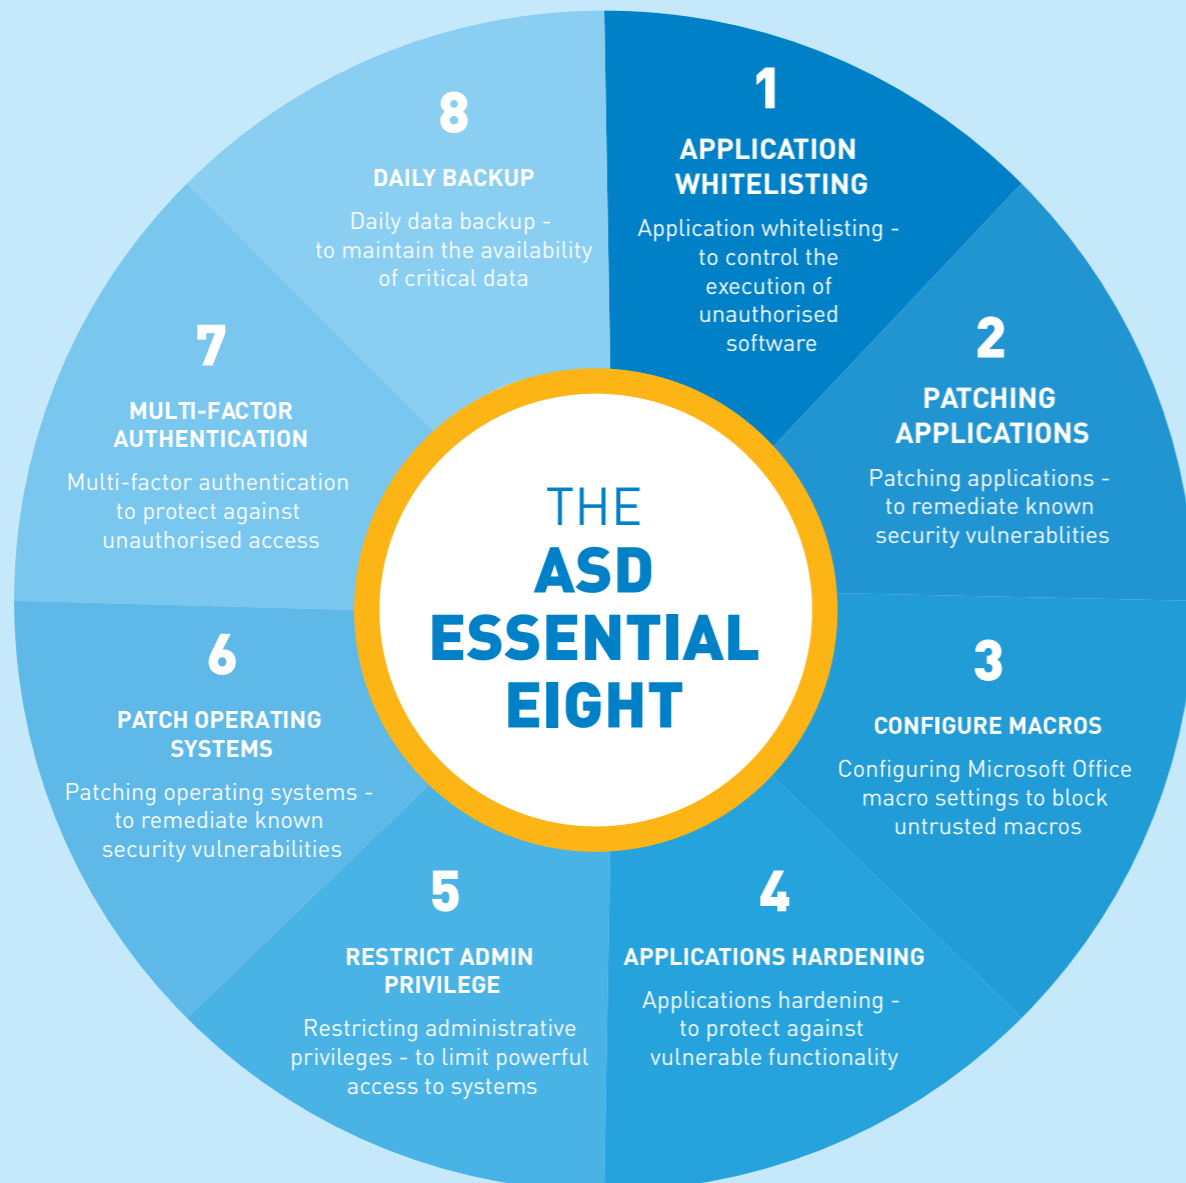 THE
ASD
ESSENTIAL
EIGHT
1
APPLICATION
WHITELISTING
Application whitelisting -
to control the
execution of
unauthorised
software
2
PATCHING
APPLICATIONS
Patching applications -
to remediate known
security vulnerablities
3
CONFIGURE MACROS
Configuring Microsoft Office
macro settings to block
untrusted macros
4
APPLICATIONS HARDENING
Applications hardening -
to protect against
vulnerable functionality
5
RESTRICT ADMIN
PRIVILEGE
Restricting administrative
privileges - to limit powerful
access to systems
6
PATCH OPERATING
SYSTEMS
Patching operating systems -
to remediate known
security vulnerabilities
7
MULTI-FACTOR
AUTHENTICATION
Multi-factor authentication
to protect against
unauthorised access
8
DAILY BACKUP
Daily data backup -
to maintain the availability
of critical data